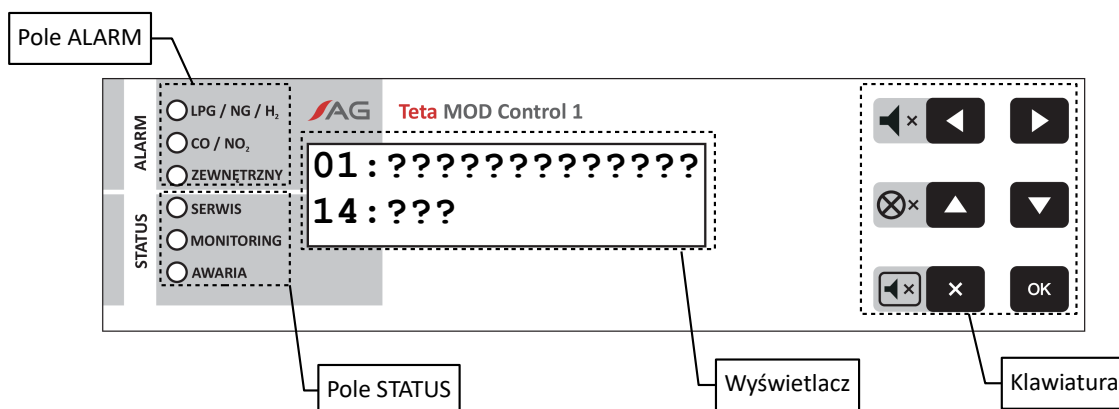 Pole ALARM
ALARM
LPG / NG / H₂
CO / NO₂
ZEWNĘTRZNY
STATUS
SERWIS
MONITORING
AWARIA
AG Teta MOD Control 1
01:?????????????
14:???
×
×
×
×
OK
Pole STATUS
Wyświetlacz
Klawiatura